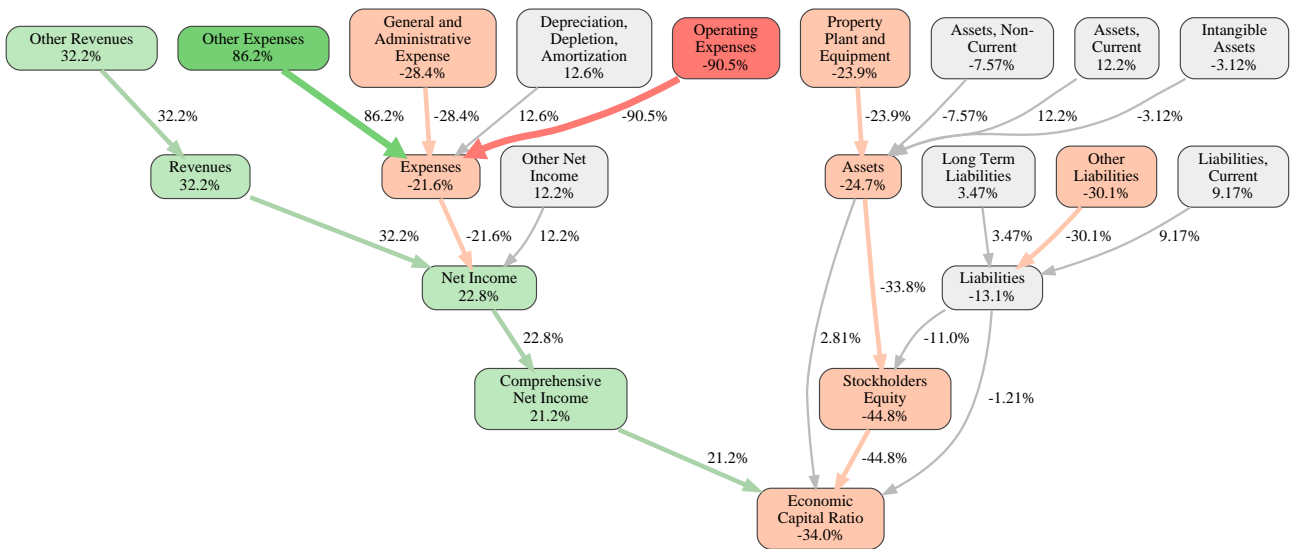 Other Revenues
32.2%
Other Expenses
86.2%
General and
Administrative
Expense
-28.4%
Depreciation,
Depletion,
Amortization
12.6%
Operating
Expenses
-90.5%
Property
Plant and
Equipment
-23.9%
Assets, Non-
Current
-7.57%
Assets,
Current
12.2%
Intangible
Assets
-3.12%
32.2%
86.2%
-28.4%
12.6%
-90.5%
-23.9%
-7.57%
12.2%
-3.12%
Revenues
32.2%
Expenses
-21.6%
Other Net
Income
12.2%
Assets
-24.7%
Long Term
Liabilities
3.47%
Other
Liabilities
-30.1%
Liabilities,
Current
9.17%
32.2%
-21.6%
12.2%
3.47%
-30.1%
9.17%
Net Income
22.8%
Liabilities
-13.1%
-33.8%
22.8%
2.81%
-11.0%
Comprehensive
Net Income
21.2%
Stockholders
Equity
-44.8%
-1.21%
21.2%
-44.8%
Economic
Capital Ratio
-34.0%